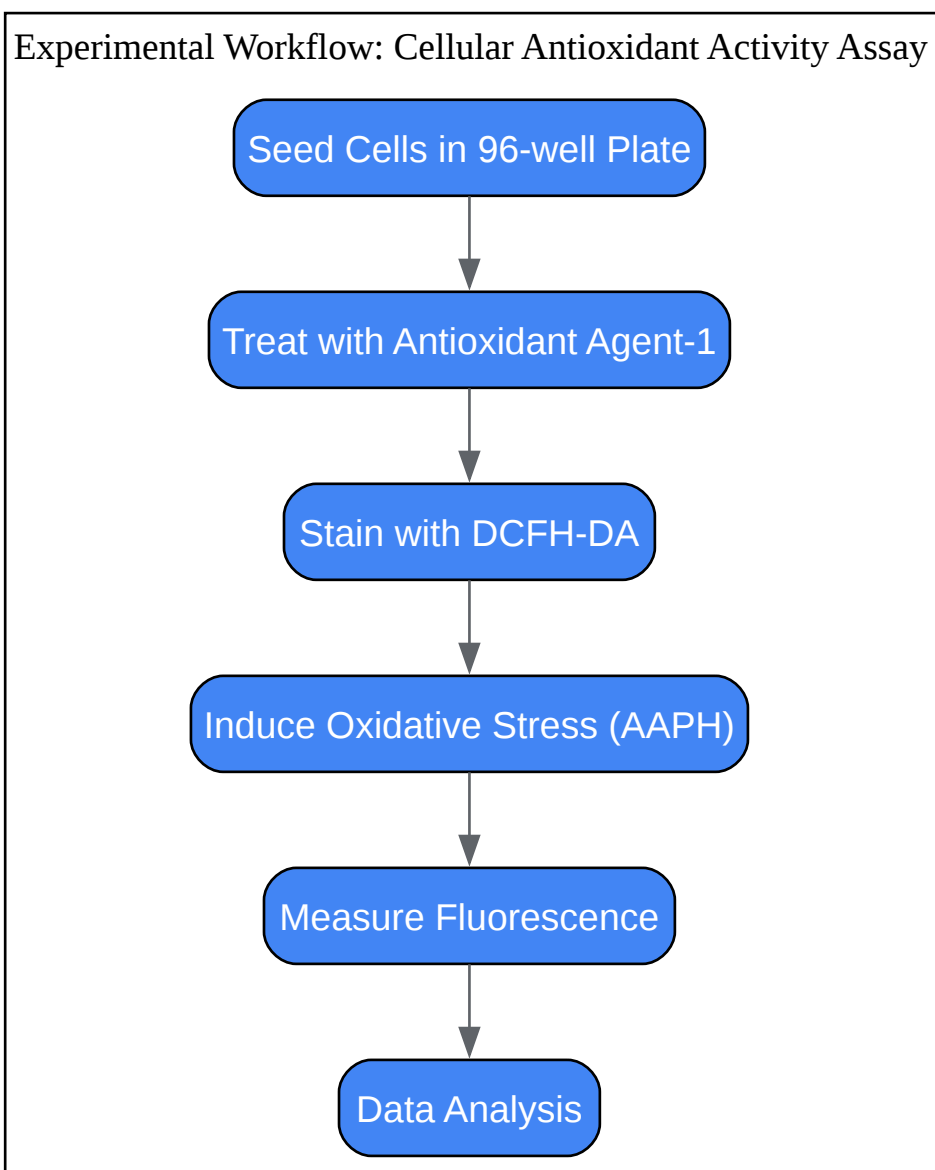 Experimental Workflow: Cellular Antioxidant Activity Assay
Seed Cells in 96-well Plate
Treat with Antioxidant Agent-1
Stain with DCFH-DA
Induce Oxidative Stress (AAPH)
Measure Fluorescence
Data Analysis